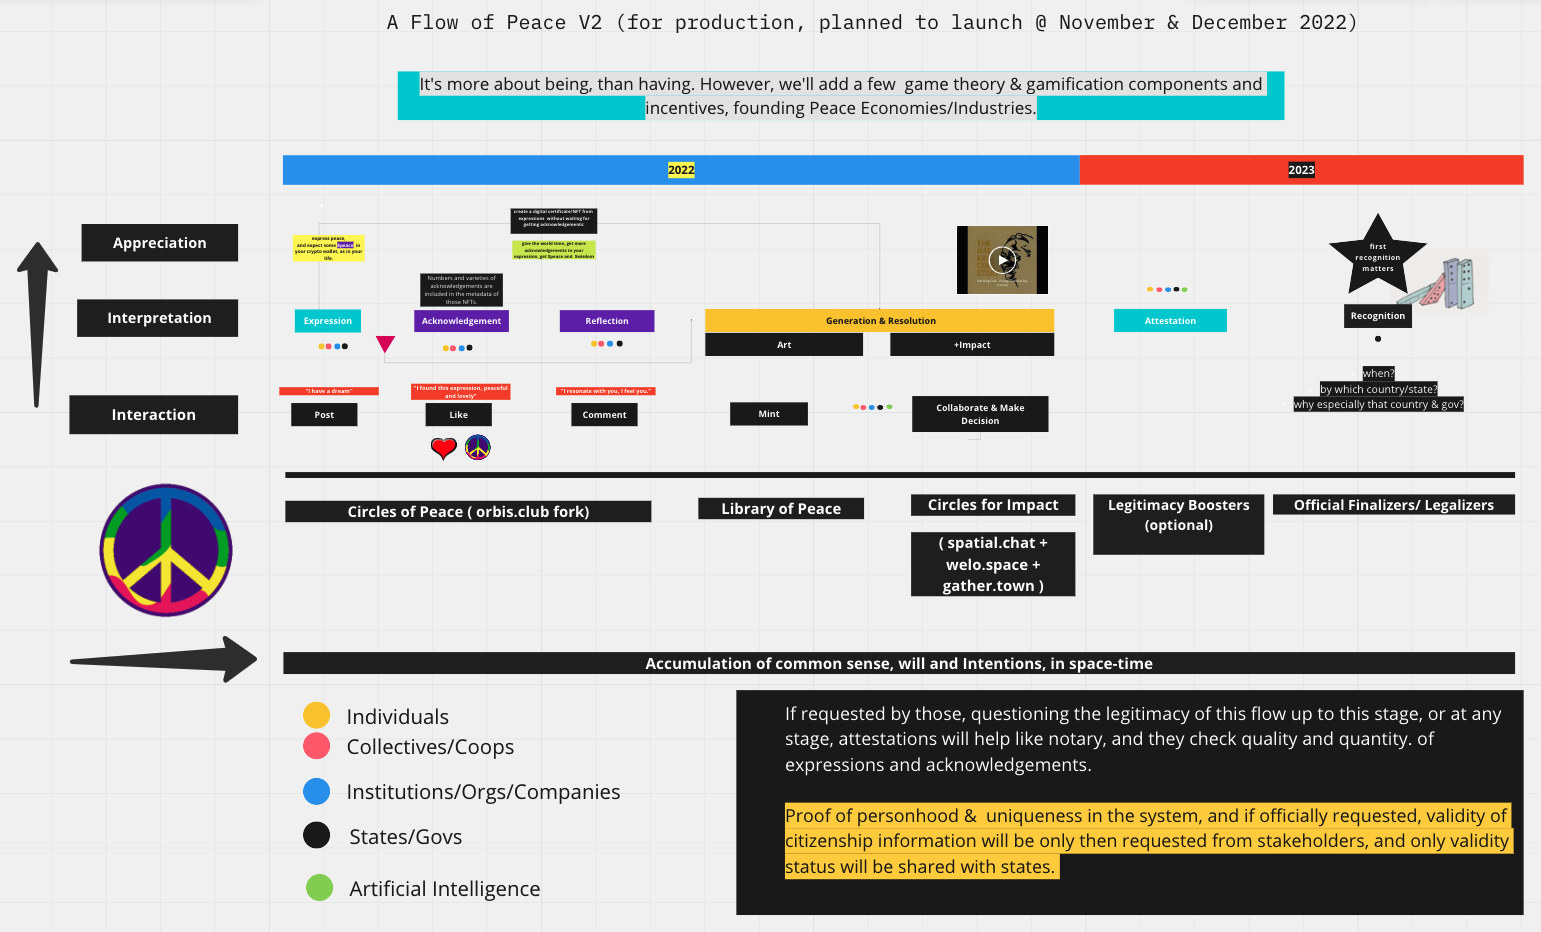 A Flow of Peace V2 (for production, planned to launch @ November & December 2022)
It's more about being, than having. However, we'll add a few  game theory & gamification components and
incentives, founding Peace Economies/Industries.
2022
2023
Appreciation
create a digital certificate/NFT from
expressions  without waiting for
getting acknowledgements:
express peace,
and expect some $peace  in
your crypto wallet, as in your
life.
give the world time, get more
acknowledgements to your
expression, get $peace and  $wisdom
first
recognition
matters
Numbers and varieties of
acknowledgements are
included in the metadata of
those NFTs.
Interpretation
Expression
Acknowledgement
Reflection
Generation & Resolution
Attestation
Recognition
Art
+Impact
when?
by which country/state?
why especially that country & gov?
"I have a dream"
"I found this expression, peaceful
and lovely"
"I resonate with you, I feel you."
Interaction
Post
Like
Comment
Mint
Collaborate & Make
Decision
Circles of Peace ( orbis.club fork)
Library of Peace
Circles for Impact
( spatial.chat +
welo.space +
gather.town )
Legitimacy Boosters
(optional)
Official Finalizers/ Legalizers
Accumulation of common sense, will and Intentions, in space-time
Individuals
Collectives/Coops
Institutions/Orgs/Companies
States/Govs
Artificial Intelligence
If requested by those, questioning the legitimacy of this flow up to this stage, or at any
stage, attestations will help like notary, and they check quality and quantity. of
expressions and acknowledgements.
Proof of personhood &  uniqueness in the system, and if officially requested, validity of
citizenship information will be only then requested from stakeholders, and only validity
status will be shared with states.